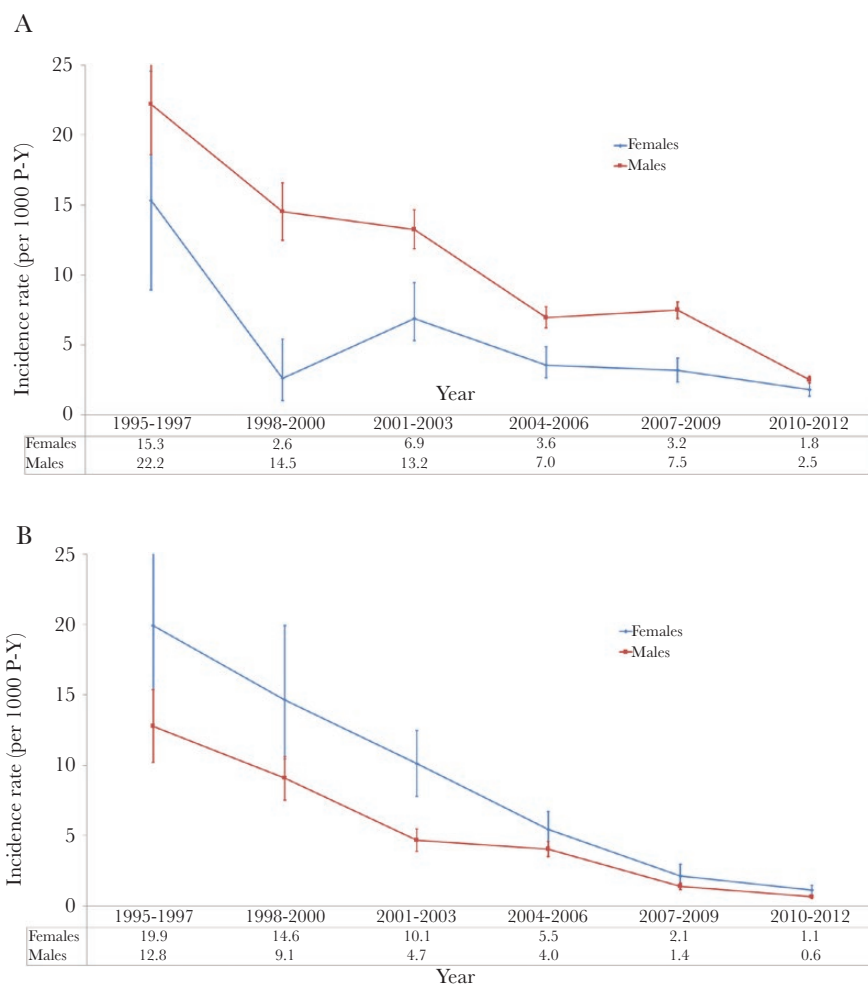 A
Incidence rate (per 1000 P-Y)
25
20
15
10
5
0
Females
Males
Year
1995-1997 1998-2000 2001-2003 2004-2006 2007-2009 2010-2012
Females 15.3 2.6 6.9 3.6 3.2 1.8
Males 22.2 14.5 13.2 7.0 7.5 2.5
B
Incidence rate (per 1000 P-Y)
25
20
15
10
5
0
Females
Males
1995-1997 1998-2000 2001-2003 2004-2006 2007-2009 2010-2012
Females 19.9 14.6 10.1 5.5 2.1 1.1
Males 12.8 9.1 4.7 4.0 1.4 0.6
Year